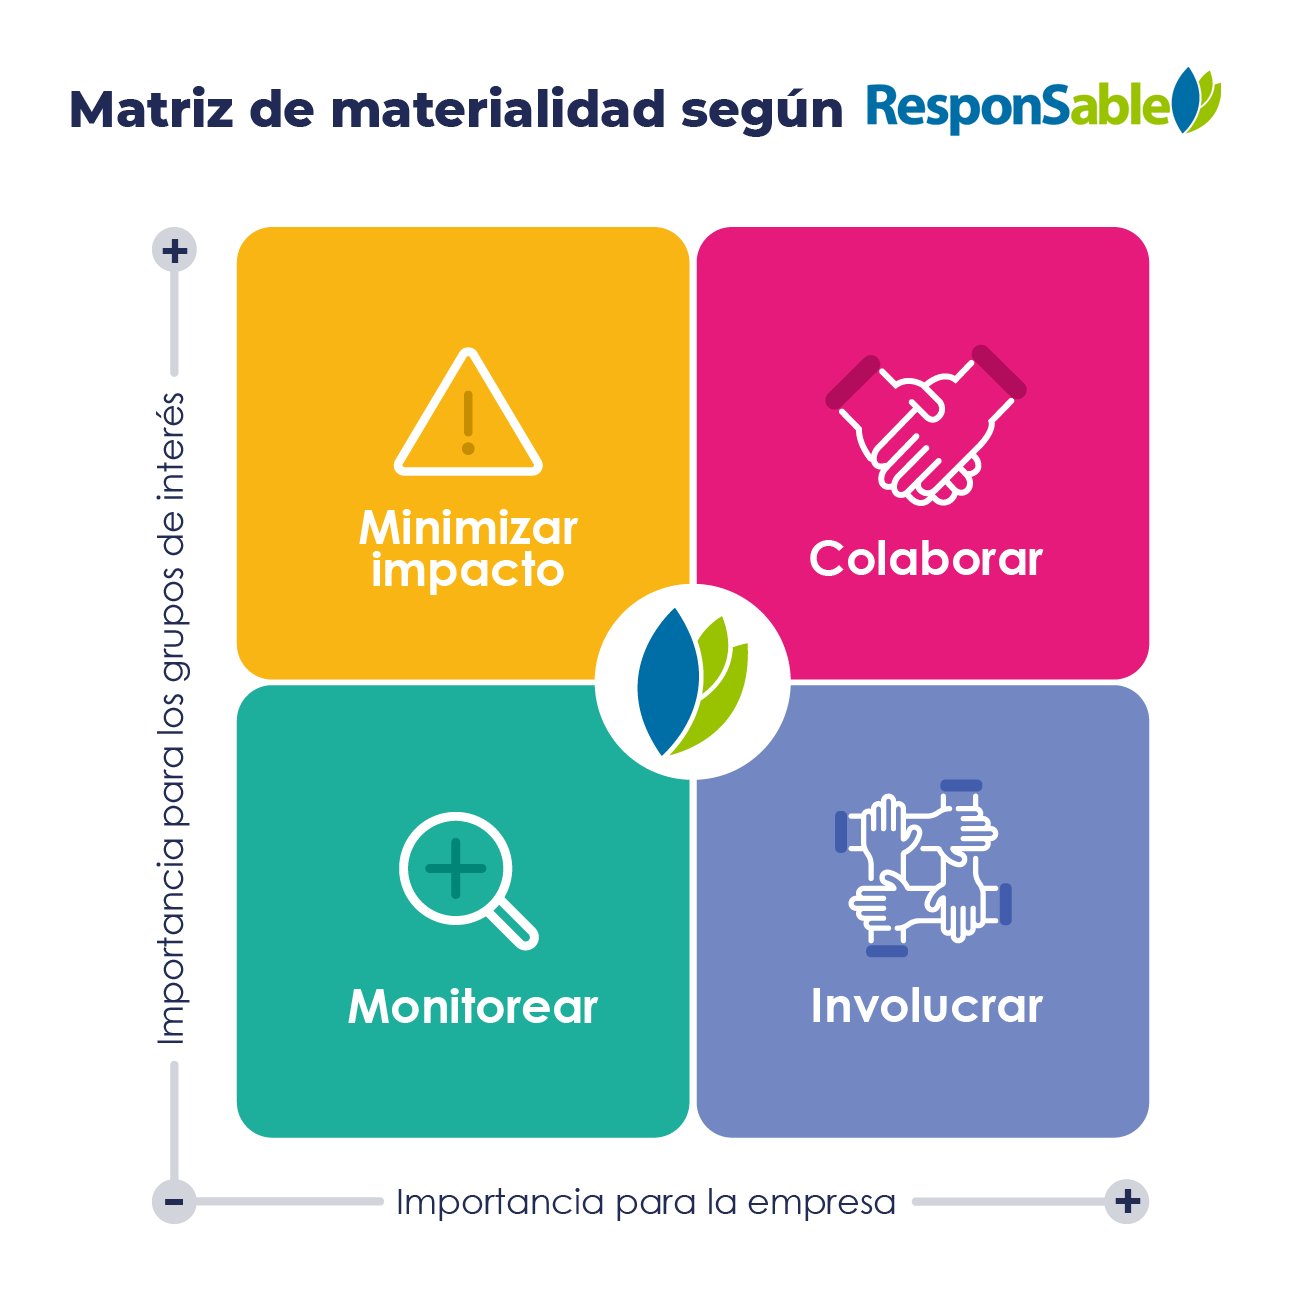 Matriz de materialidad según ResponSable
+
Importancia para los grupos de interés
Minimizar
impacto
Colaborar
Monitorear
Involucrar
-
Importancia para la empresa
+